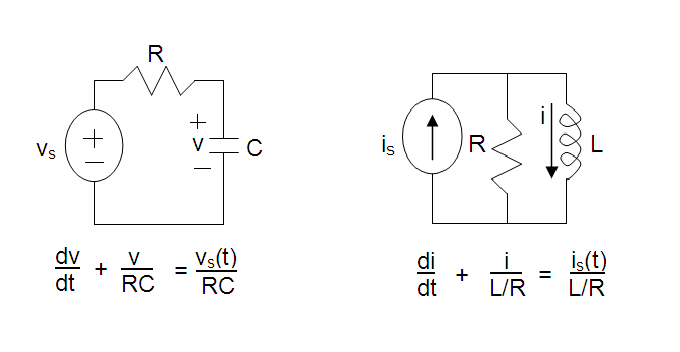 R
+
v
−
C
vs
+
−
dv/dt + v/RC = vs(t)/RC
is
R
i
L
di/dt + i/(L/R) = is(t)/(L/R)